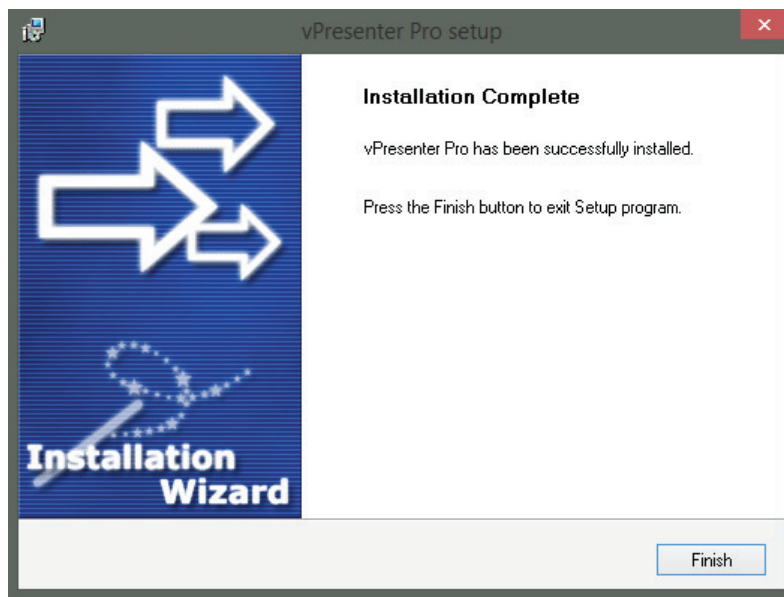 vPresenter Pro setup
Installation Complete
vPresenter Pro has been successfully installed.
Press the Finish button to exit Setup program.
Installation
Wizard
Finish